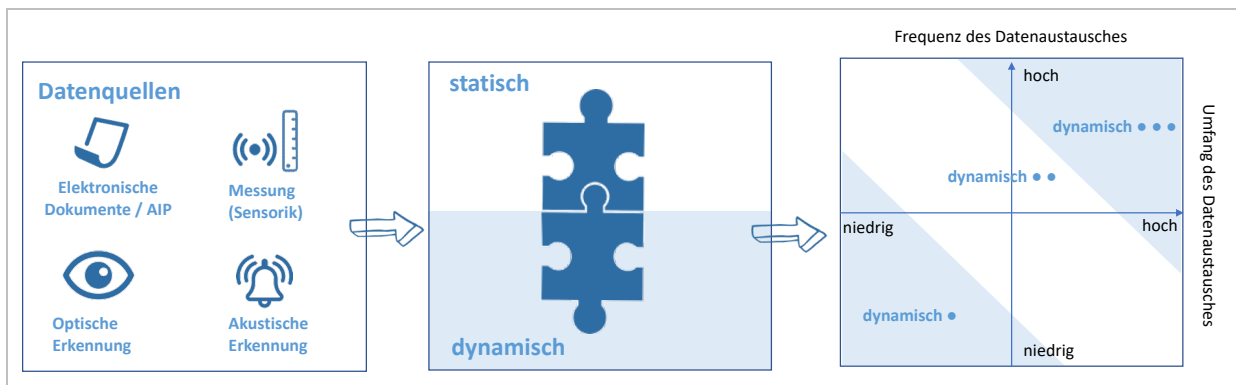 Datenquellen
Elektronische
Dokumente / AIP
Messung
(Sensorik)
Optische
Erkennung
Akustische
Erkennung
statisch
dynamisch
Frequenz des Datenaustausches
hoch
dynamisch
dynamisch
niedrig
hoch
dynamisch
niedrig
Umfang des Datenaustausches